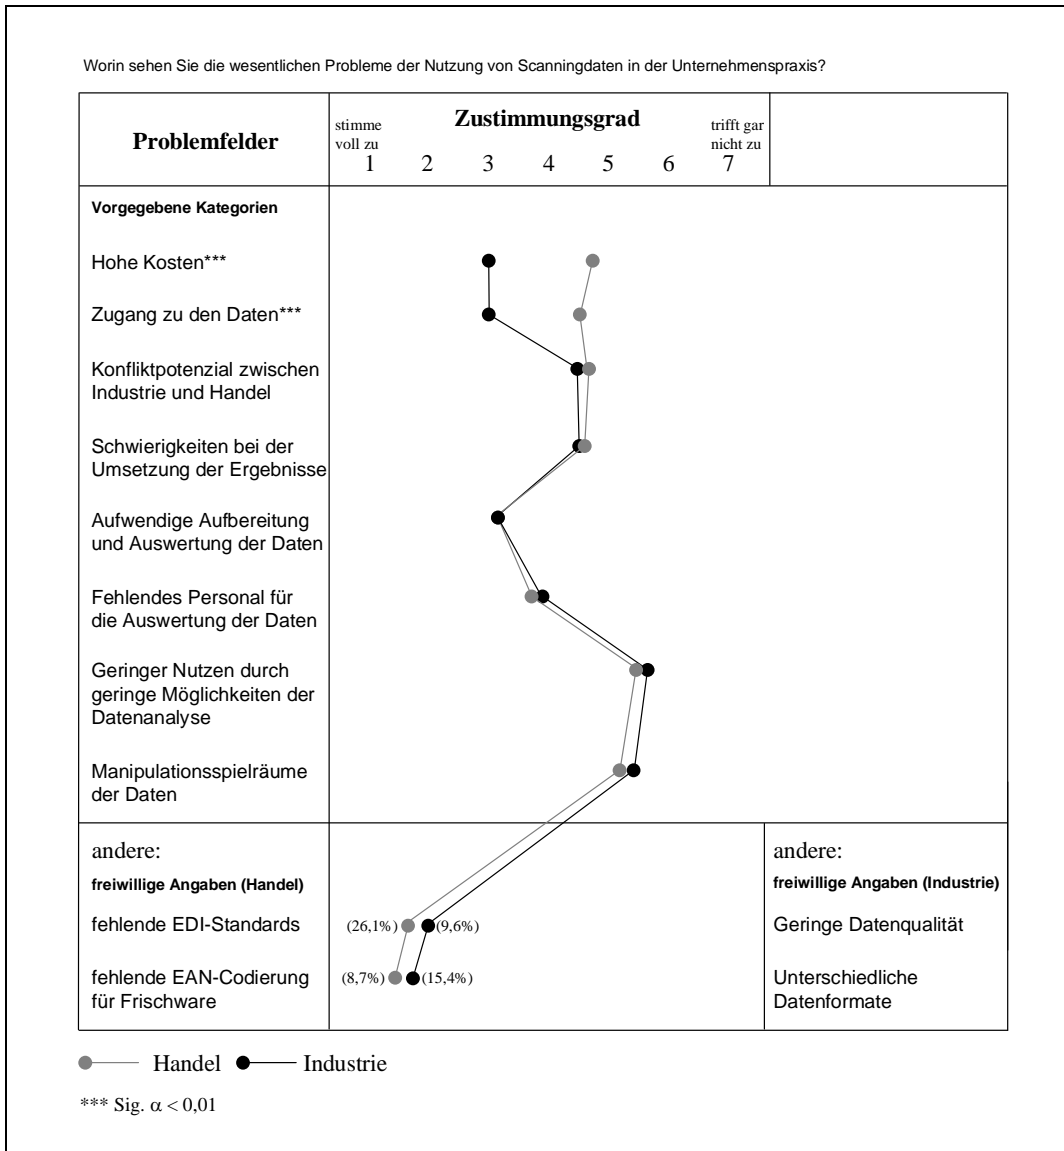 Worin sehen Sie die wesentlichen Probleme der Nutzung von Scanningdaten in der Unternehmenspraxis?
Problemfelder
stimme
voll zu
Zustimmungsgrad
trifft gar
nicht zu
1 2 3 4 5 6 7
Vorgegebene Kategorien
Hohe Kosten***
Zugang zu den Daten***
Konfliktpotenzial zwischen
Industrie und Handel
Schwierigkeiten bei der
Umsetzung der Ergebnisse
Aufwendige Aufbereitung
und Auswertung der Daten
Fehlendes Personal für
die Auswertung der Daten
Geringer Nutzen durch
geringe Möglichkeiten der
Datenanalyse
Manipulationsspielräume
der Daten
andere:
freiwillige Angaben (Handel)
andere:
freiwillige Angaben (Industrie)
fehlende EDI-Standards
(26,1%) (9,6%)
Geringe Datenqualität
fehlende EAN-Codierung
für Frischware
(8,7%) (15,4%)
Unterschiedliche
Datenformate
Handel Industrie
*** Sig. α < 0,01